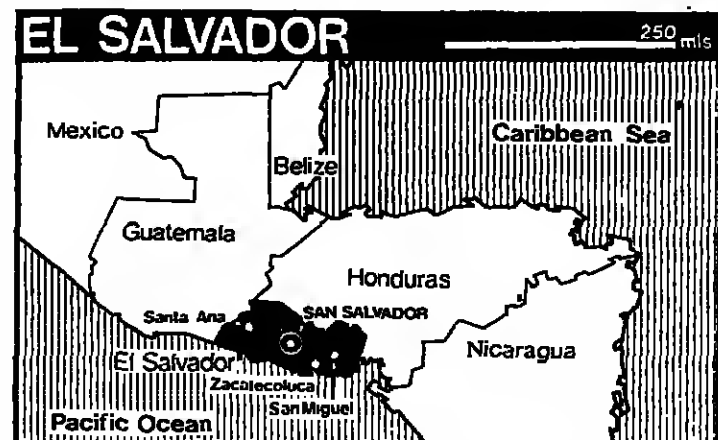 EL SALVADOR
250 mls
Mexico
Caribbean Sea
Belize
Guatemala
Honduras
Santa Ana
SAN SALVADOR
Nicaragua
El Salvador
Zacatecoluca
San Miguel
Pacific Ocean